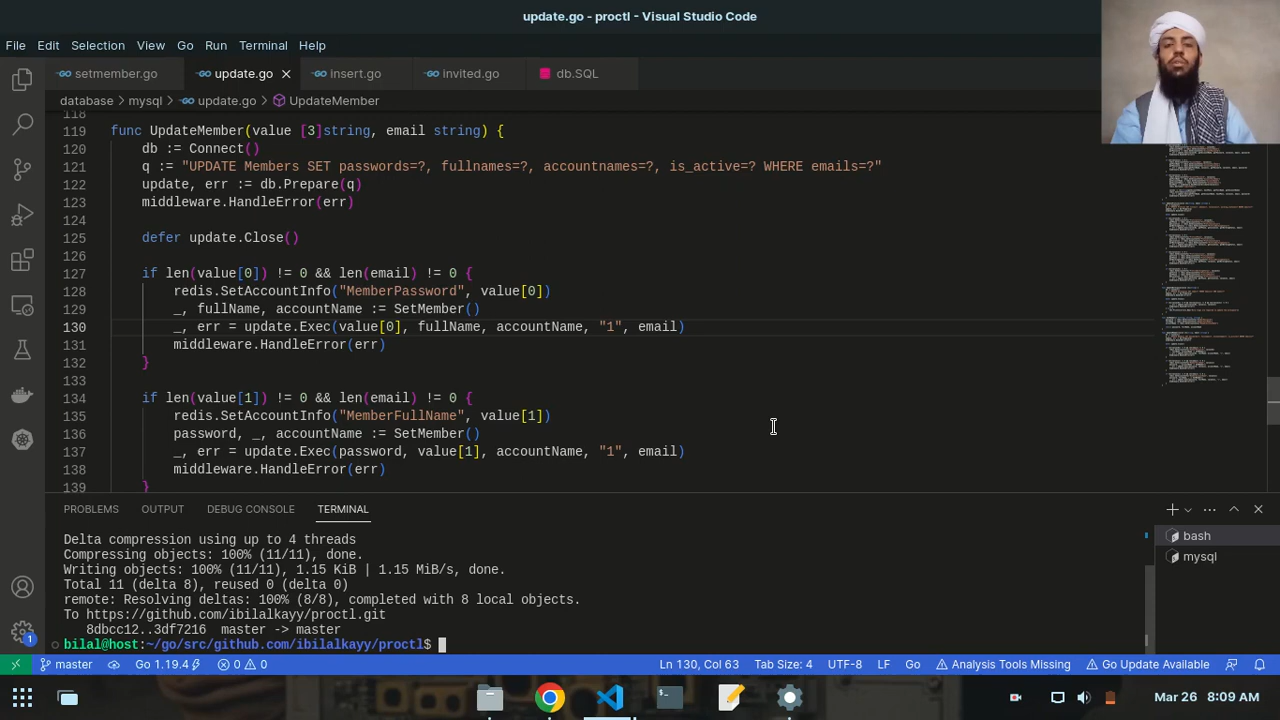 update.go - proctl - Visual Studio Code
File Edit Selection View Go Run Terminal Help
setmember.go update.go insert.go invited.go db.SQL
database > mysql > update.go > UpdateMember
118
119 func UpdateMember(value [3]string, email string) {
120 db := Connect()
121 q := "UPDATE Members SET passwords=?, fullnames=?, accountnames=?, is_active=? WHERE emails=?"
122 update, err := db.Prepare(q)
123 middleware.HandleError(err)
124
125 defer update.Close()
126
127 if len(value[0]) != 0 && len(email) != 0 {
128 redis.SetAccountInfo("MemberPassword", value[0])
129 _, fullName, accountName := SetMember()
130 _, err = update.Exec(value[0], fullName, accountName, "1", email)
131 middleware.HandleError(err)
132 }
133
134 if len(value[1]) != 0 && len(email) != 0 {
135 redis.SetAccountInfo("MemberFullName", value[1])
136 password, _, accountName := SetMember()
137 _, err = update.Exec(password, value[1], accountName, "1", email)
138 middleware.HandleError(err)
139 }
PROBLEMS OUTPUT DEBUG CONSOLE TERMINAL
bash
mysql
Delta compression using up to 4 threads
Compressing objects: 100% (11/11), done.
Writing objects: 100% (11/11), 1.15 KiB | 1.15 MiB/s, done.
Total 11 (delta 8), reused 0 (delta 0)
remote: Resolving deltas: 100% (8/8), completed with 8 local objects.
To https://github.com/ibilalkayy/proctl.git
8dbcc12..3df7216 master -> master
bilal@host:~/go/src/github.com/ibilalkayy/proctl$
master Go 1.19.4 0 0 Ln 130, Col 63 Tab Size: 4 UTF-8 LF Go Analysis Tools Missing Go Update Available
Mar 26 8:09 AM